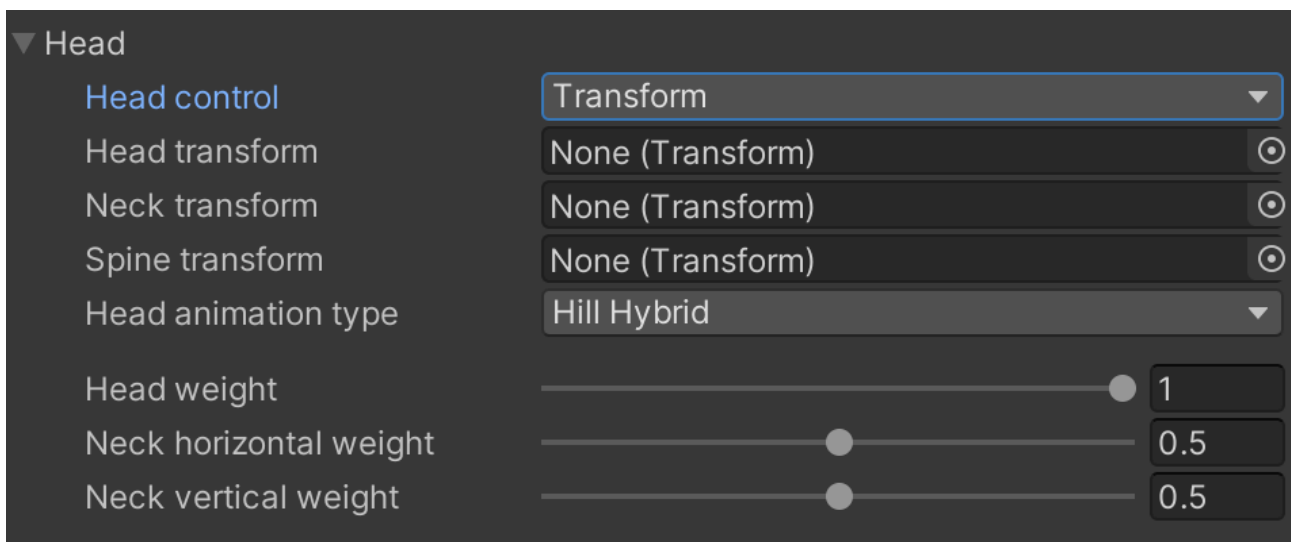 Head
Head control Transform
Head transform None (Transform)
Neck transform None (Transform)
Spine transform None (Transform)
Head animation type Hill Hybrid
Head weight 1
Neck horizontal weight 0.5
Neck vertical weight 0.5